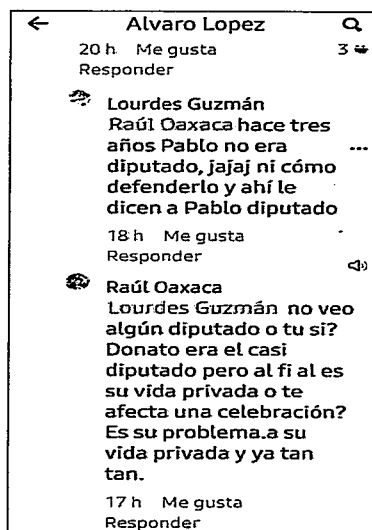 ← Alvaro Lopez
20 h Me gusta 3
Responder
Lourdes Guzmán
Raúl Oaxaca hace tres
años Pablo no era
diputado, jajaj ni cómo
defenderlo y ahí le
dicen a Pablo diputado
18 h Me gusta
Responder
Raúl Oaxaca
Lourdes Guzmán no veo
algún diputado o tu si?
Donato era el casi
diputado pero al fi al es
su vida privada o te
afecta una celebración?
Es su problema.a su
vida privada y ya tan
tan.
17 h Me gusta
Responder